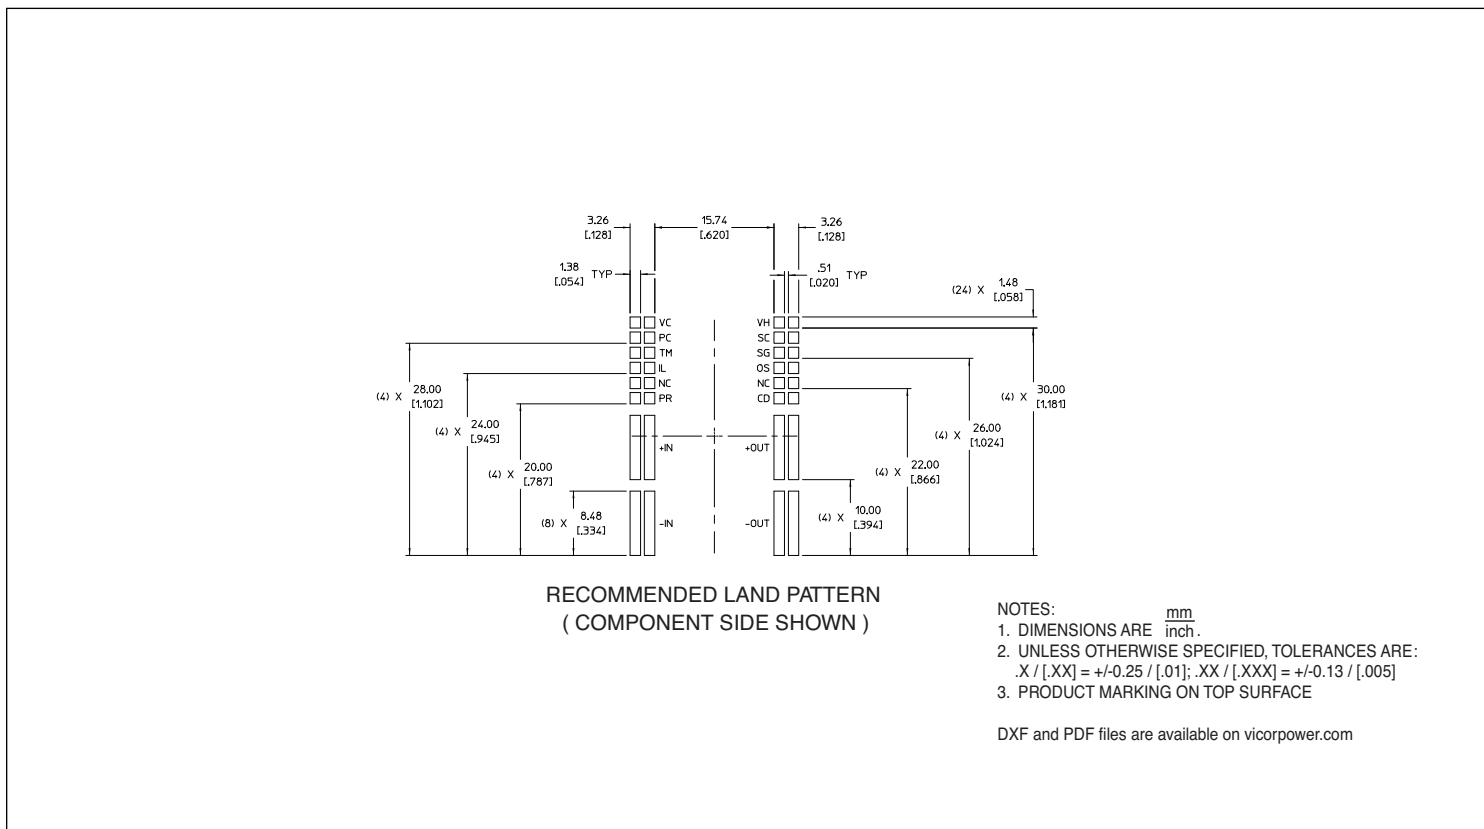 3.26
[.128]
15.74
[.620]
3.26
[.128]
1.38
[.054]
TYP
.51
[.020]
TYP
(24) X 1.48
[.058]
VC
VH
PC
SC
TM
SG
IL
OS
NC
NC
PR
CD
(4) X 28.00
[1.102]
(4) X 30.00
[1.181]
(4) X 24.00
[.945]
(4) X 26.00
[1.024]
+IN
+OUT
(4) X 20.00
[.787]
(4) X 22.00
[.866]
(8) X 8.48
[.334]
-IN
-OUT
(4) X 10.00
[.394]
RECOMMENDED LAND PATTERN
( COMPONENT SIDE SHOWN )
NOTES:
1. DIMENSIONS ARE mm
inch.
2. UNLESS OTHERWISE SPECIFIED, TOLERANCES ARE:
.X / [.XX] = +/-0.25 / [.01]; .XX / [.XXX] = +/-0.13 / [.005]
3. PRODUCT MARKING ON TOP SURFACE
DXF and PDF files are available on vicorpower.com